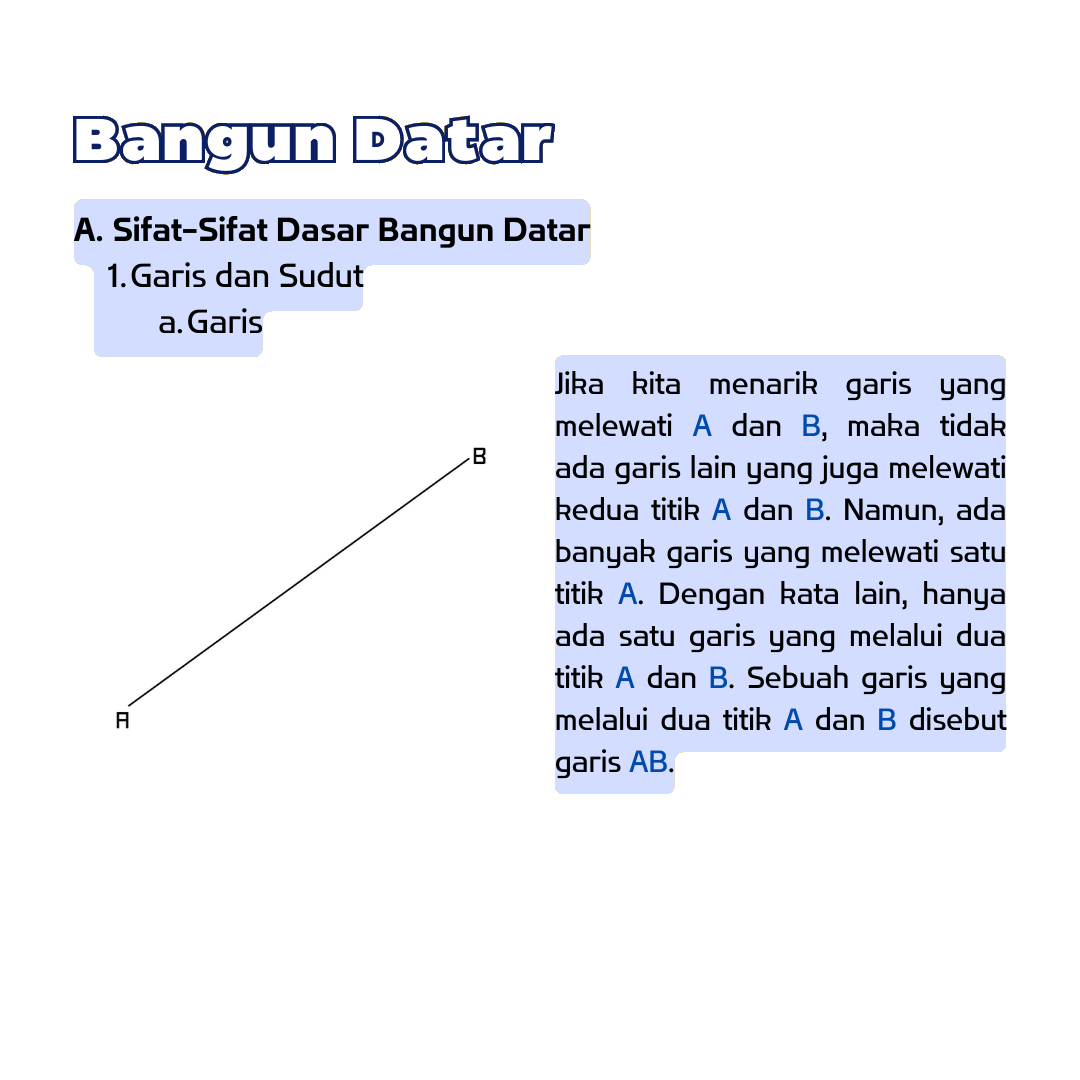 Bangun Datar
A. Sifat-Sifat Dasar Bangun Datar
1. Garis dan Sudut
a. Garis
Jika kita menarik garis yang
melewati A dan B, maka tidak
ada garis lain yang juga melewati
kedua titik A dan B. Namun, ada
banyak garis yang melewati satu
titik A. Dengan kata lain, hanya
ada satu garis yang melalui dua
titik A dan B. Sebuah garis yang
melalui dua titik A dan B disebut
garis AB.
B
A